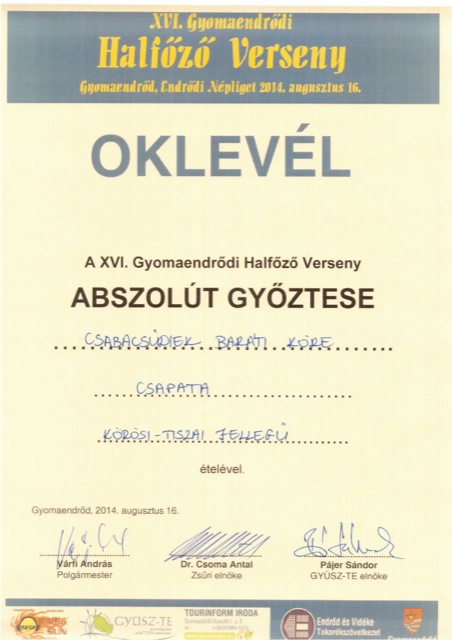 XVI. Gyomaendrődi
Halfőző Verseny
Gyomaendrőd, Endrődi Népliget 2014. augusztus 16.
OKLEVÉL
A XVI. Gyomaendrődi Halfőző Verseny
ABSZOLÚT GYŐZTESE
CSABACSŰDIEK BARÁTI KÖRE
CSAPATA
KÖRÖSI-TISZAI JELLEGŰ
ételével.
Gyomaendrőd, 2014. augusztus 16.
Várfi András
Polgármester
Dr. Csoma Antal
Zsűri elnöke
Pájer Sándor
GYÜSZ-TE elnöke
SUN
GYÜSZ-TE
TOURINFORM IRODA
Endrőd és Vidéke
Takarékszövetkezet